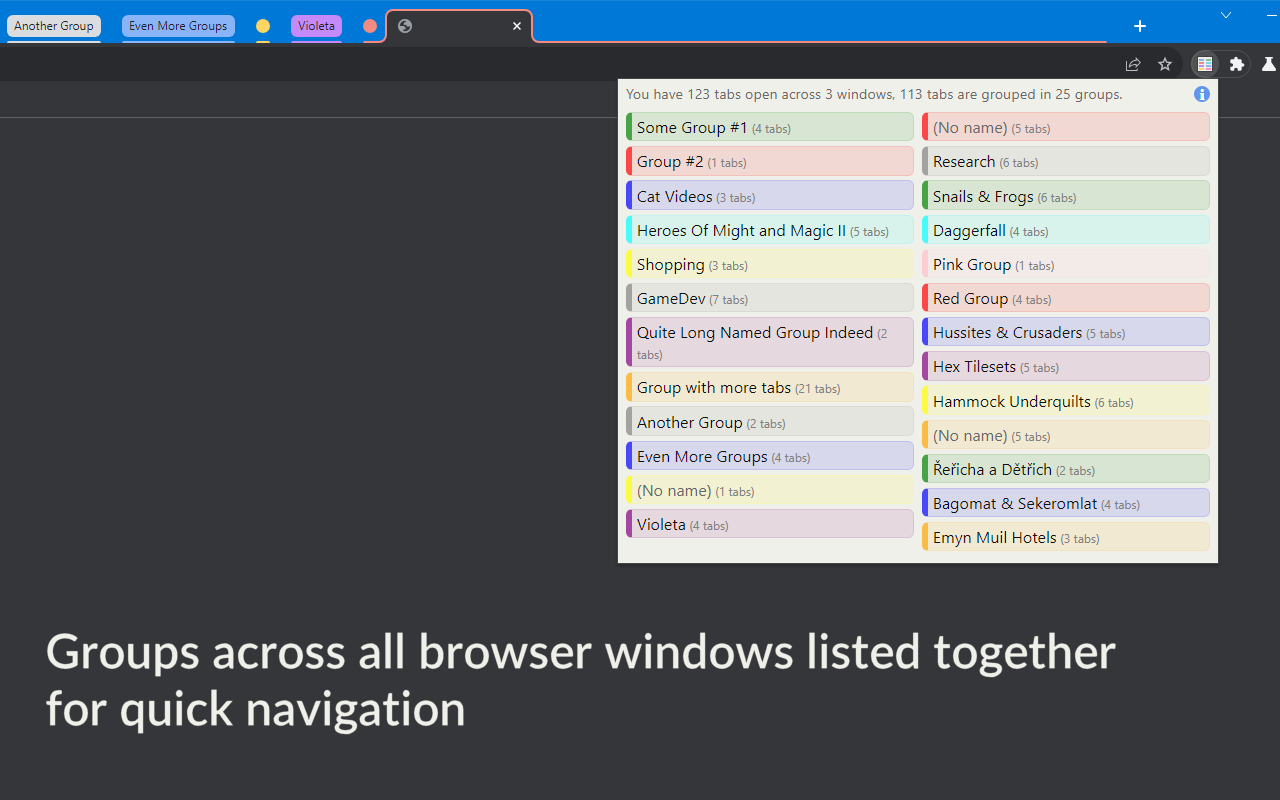 Another Group
Even More Groups
Violeta
You have 123 tabs open across 3 windows, 113 tabs are grouped in 25 groups.
Some Group #1 (4 tabs)
Group #2 (1 tabs)
Cat Videos (3 tabs)
Heroes Of Might and Magic II (5 tabs)
Shopping (3 tabs)
GameDev (7 tabs)
Quite Long Named Group Indeed (2
tabs)
Group with more tabs (21 tabs)
Another Group (2 tabs)
Even More Groups (4 tabs)
(No name) (1 tabs)
Violeta (4 tabs)
(No name) (5 tabs)
Research (6 tabs)
Snails & Frogs (6 tabs)
Daggerfall (4 tabs)
Pink Group (1 tabs)
Red Group (4 tabs)
Hussites & Crusaders (5 tabs)
Hex Tilesets (5 tabs)
Hammock Underquilts (6 tabs)
(No name) (5 tabs)
Řeřicha a Dětřich (2 tabs)
Bagomat & Sekeromlat (4 tabs)
Emyn Muil Hotels (3 tabs)
Groups across all browser windows listed together
for quick navigation